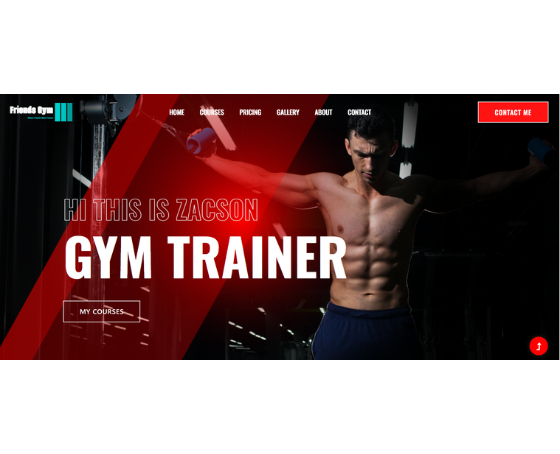 Friends Gym
HOME COURSES PRICING GALLERY ABOUT CONTACT
CONTACT ME
HI THIS IS ZACSON
GYM TRAINER
MY COURSES